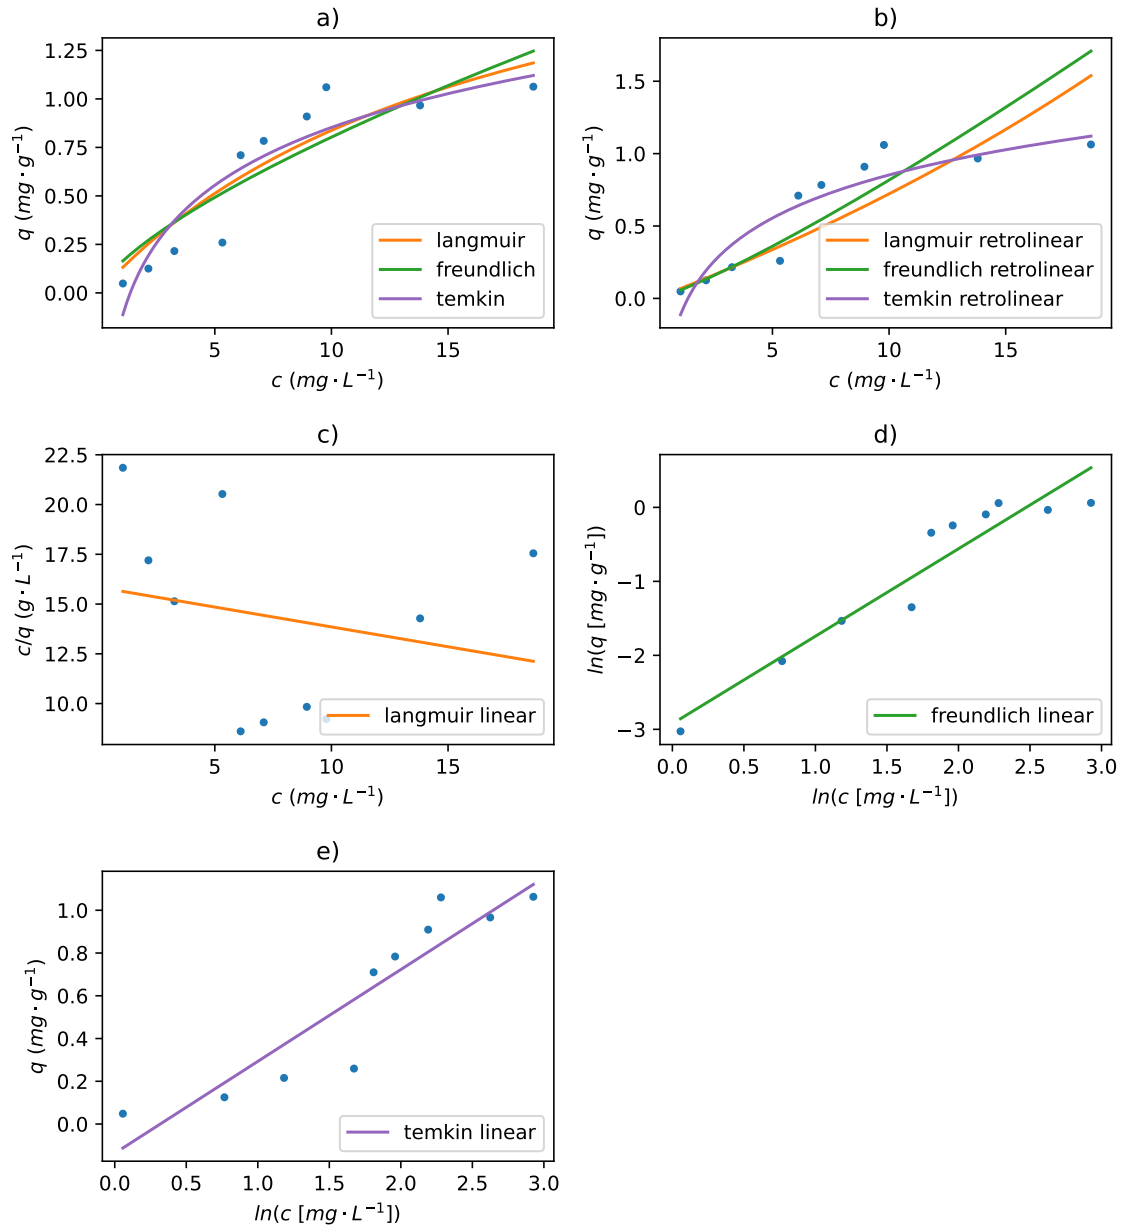 a)
q (mg · g⁻¹)
1.25
1.00
0.75
0.50
0.25
0.00
langmuir
freundlich
temkin
5 10 15
c (mg · L⁻¹)
b)
q (mg · g⁻¹)
1.5
1.0
0.5
0.0
langmuir retrolinear
freundlich retrolinear
temkin retrolinear
5 10 15
c (mg · L⁻¹)
c)
c/q (g · L⁻¹)
22.5
20.0
17.5
15.0
12.5
10.0
langmuir linear
5 10 15
c (mg · L⁻¹)
d)
ln(q [mg · g⁻¹])
0
−1
−2
−3
freundlich linear
0.0 0.5 1.0 1.5 2.0 2.5 3.0
ln(c [mg · L⁻¹])
e)
q (mg · g⁻¹)
1.0
0.8
0.6
0.4
0.2
0.0
temkin linear
0.0 0.5 1.0 1.5 2.0 2.5 3.0
ln(c [mg · L⁻¹])